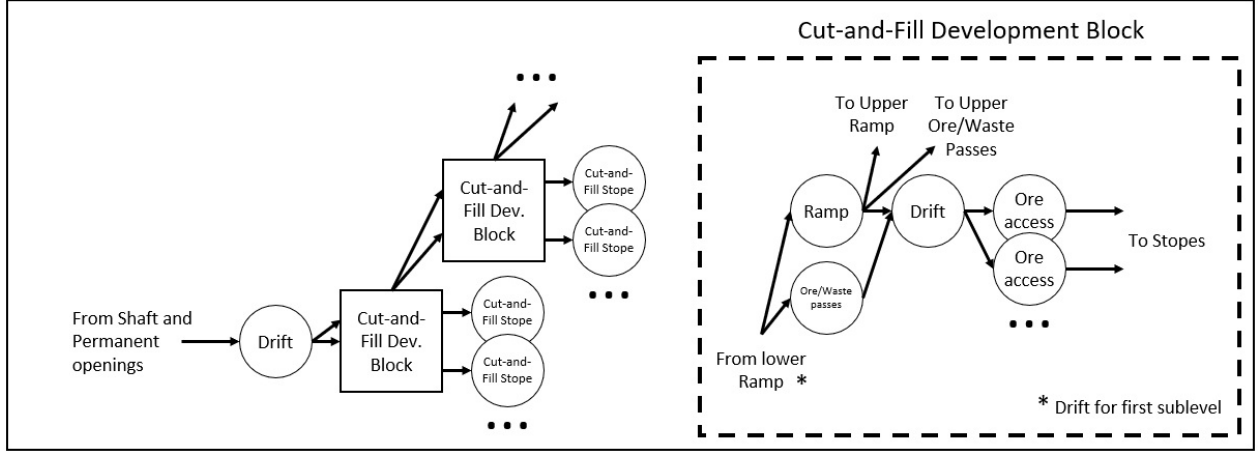 Cut-and-Fill Development Block
...
To Upper
Ramp
To Upper
Ore/Waste
Passes
Cut-and-
Fill Dev.
Block
Cut-and-
Fill Stope
Cut-and-
Fill Stope
...
Ramp
Drift
Ore
access
Ore
access
...
To Stopes
Ore/Waste
passes
From Shaft and
Permanent
openings
Drift
Cut-and-
Fill Dev.
Block
Cut-and-
Fill Stope
Cut-and-
Fill Stope
...
From lower
Ramp *
* Drift for first sublevel